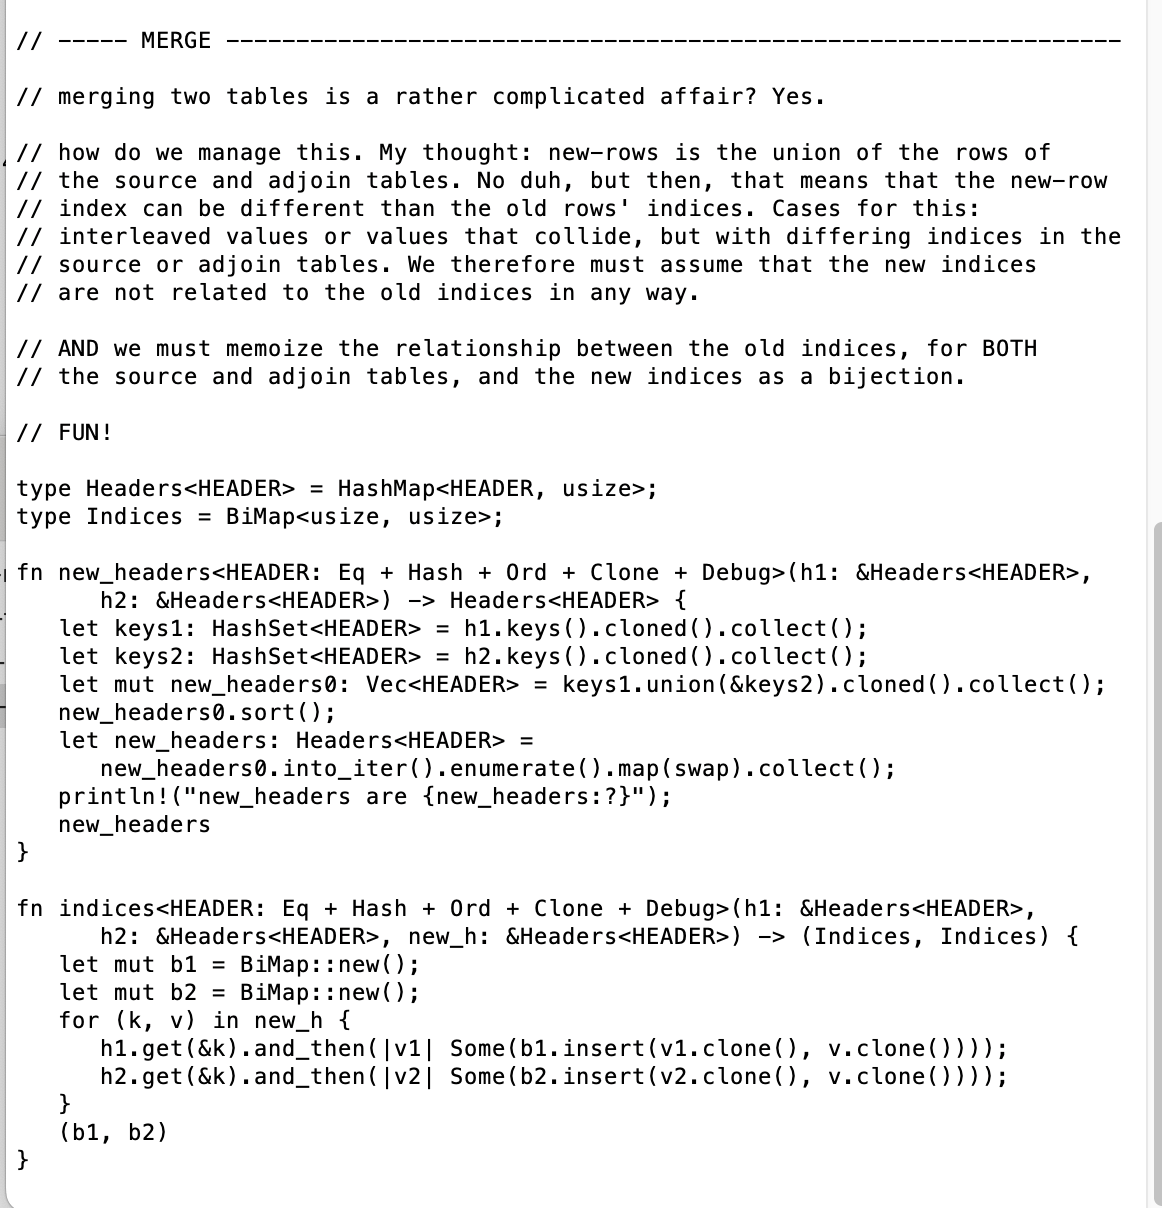 // ----- MERGE ----------------------------------------------------------------

// merging two tables is a rather complicated affair? Yes.

// how do we manage this. My thought: new-rows is the union of the rows of
// the source and adjoin tables. No duh, but then, that means that the new-row
// index can be different than the old rows' indices. Cases for this:
// interleaved values or values that collide, but with differing indices in the
// source or adjoin tables. We therefore must assume that the new indices
// are not related to the old indices in any way.

// AND we must memoize the relationship between the old indices, for BOTH
// the source and adjoin tables, and the new indices as a bijection.

// FUN!

type Headers<HEADER> = HashMap<HEADER, usize>;
type Indices = BiMap<usize, usize>;

fn new_headers<HEADER: Eq + Hash + Ord + Clone + Debug>(h1: &Headers<HEADER>,
      h2: &Headers<HEADER>) -> Headers<HEADER> {
   let keys1: HashSet<HEADER> = h1.keys().cloned().collect();
   let keys2: HashSet<HEADER> = h2.keys().cloned().collect();
   let mut new_headers0: Vec<HEADER> = keys1.union(&keys2).cloned().collect();
   new_headers0.sort();
   let new_headers: Headers<HEADER> =
      new_headers0.into_iter().enumerate().map(swap).collect();
   println!("new_headers are {new_headers:?}");
   new_headers
}

fn indices<HEADER: Eq + Hash + Ord + Clone + Debug>(h1: &Headers<HEADER>,
      h2: &Headers<HEADER>, new_h: &Headers<HEADER>) -> (Indices, Indices) {
   let mut b1 = BiMap::new();
   let mut b2 = BiMap::new();
   for (k, v) in new_h {
      h1.get(&k).and_then(|v1| Some(b1.insert(v1.clone(), v.clone())));
      h2.get(&k).and_then(|v2| Some(b2.insert(v2.clone(), v.clone())));
   }
   (b1, b2)
}